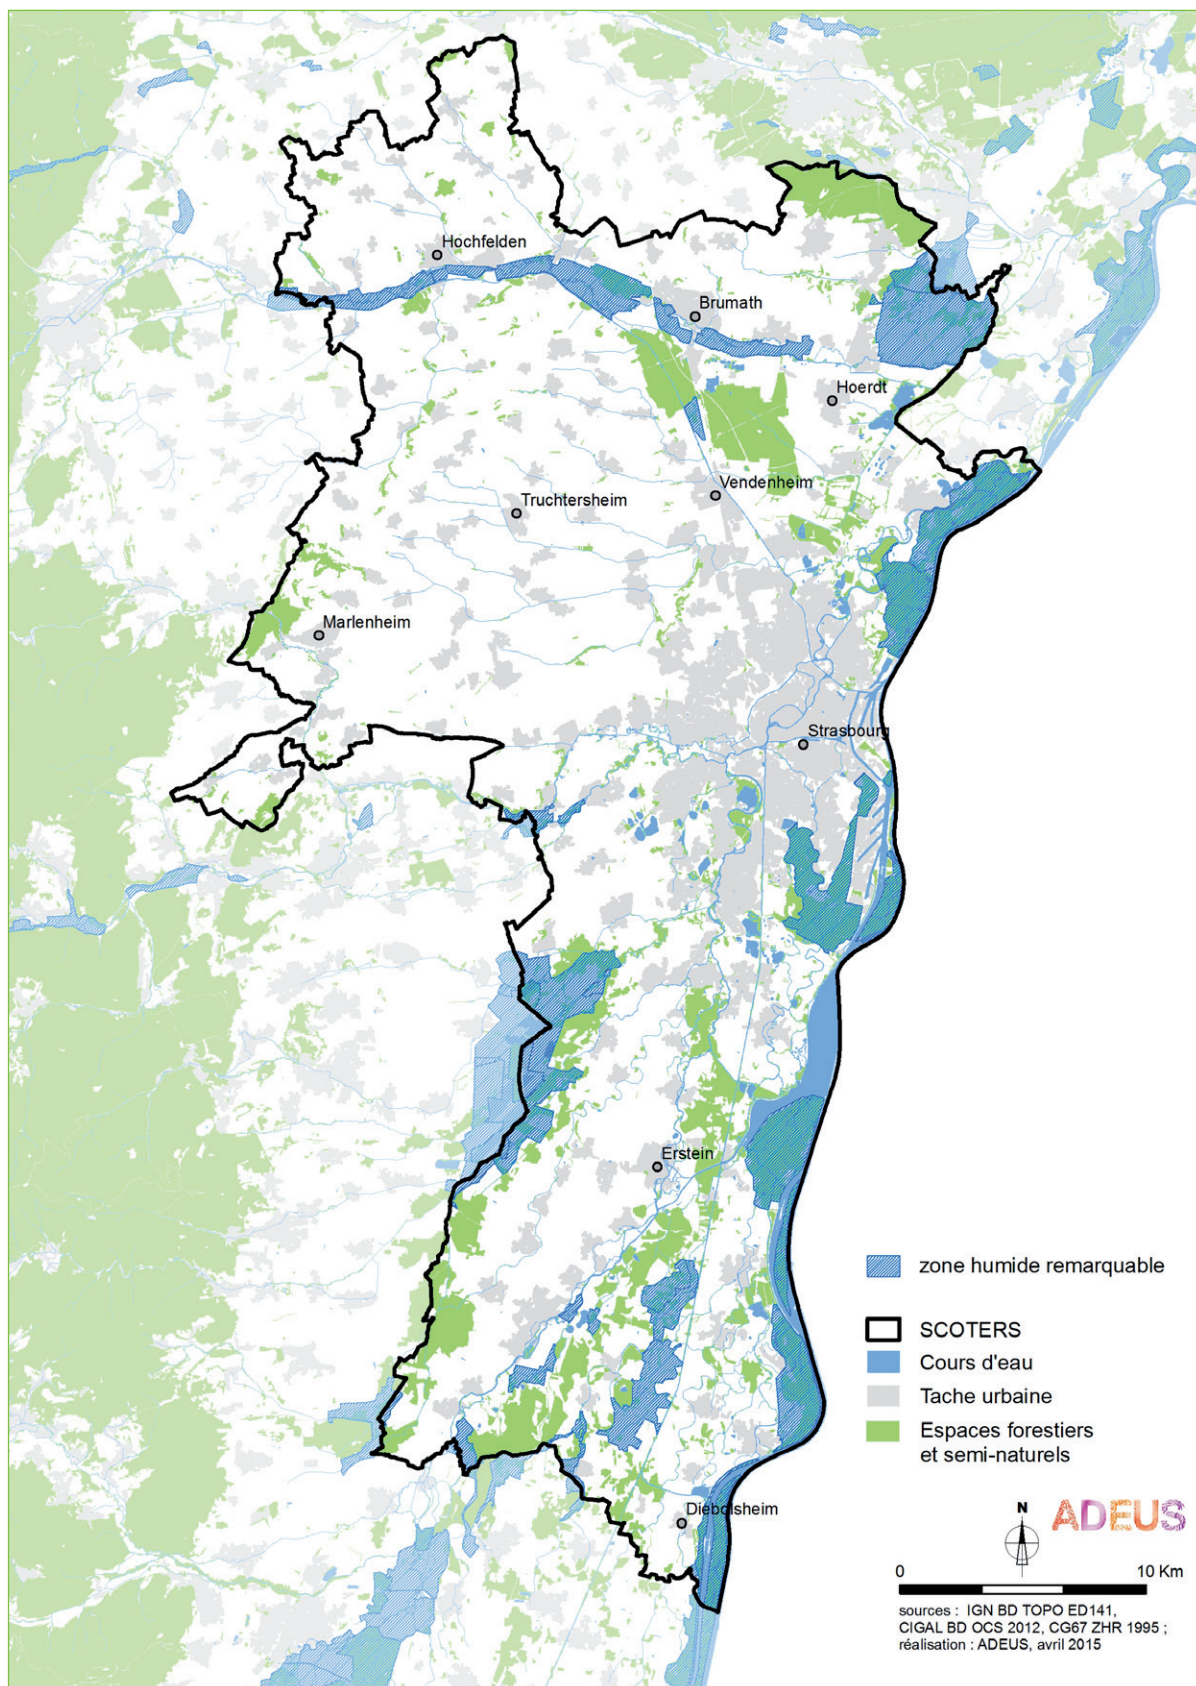 Hochfelden
Brumath
Hoerdt
Vendenheim
Truchtersheim
Marlenheim
Strasbourg
Erstein
Diebolsheim
zone humide remarquable
SCOTERS
Cours d'eau
Tache urbaine
Espaces forestiers
et semi-naturels
N
ADEUS
0 10 Km
sources : IGN BD TOPO ED141,
CIGAL BD OCS 2012, CG67 ZHR 1995 ;
réalisation : ADEUS, avril 2015